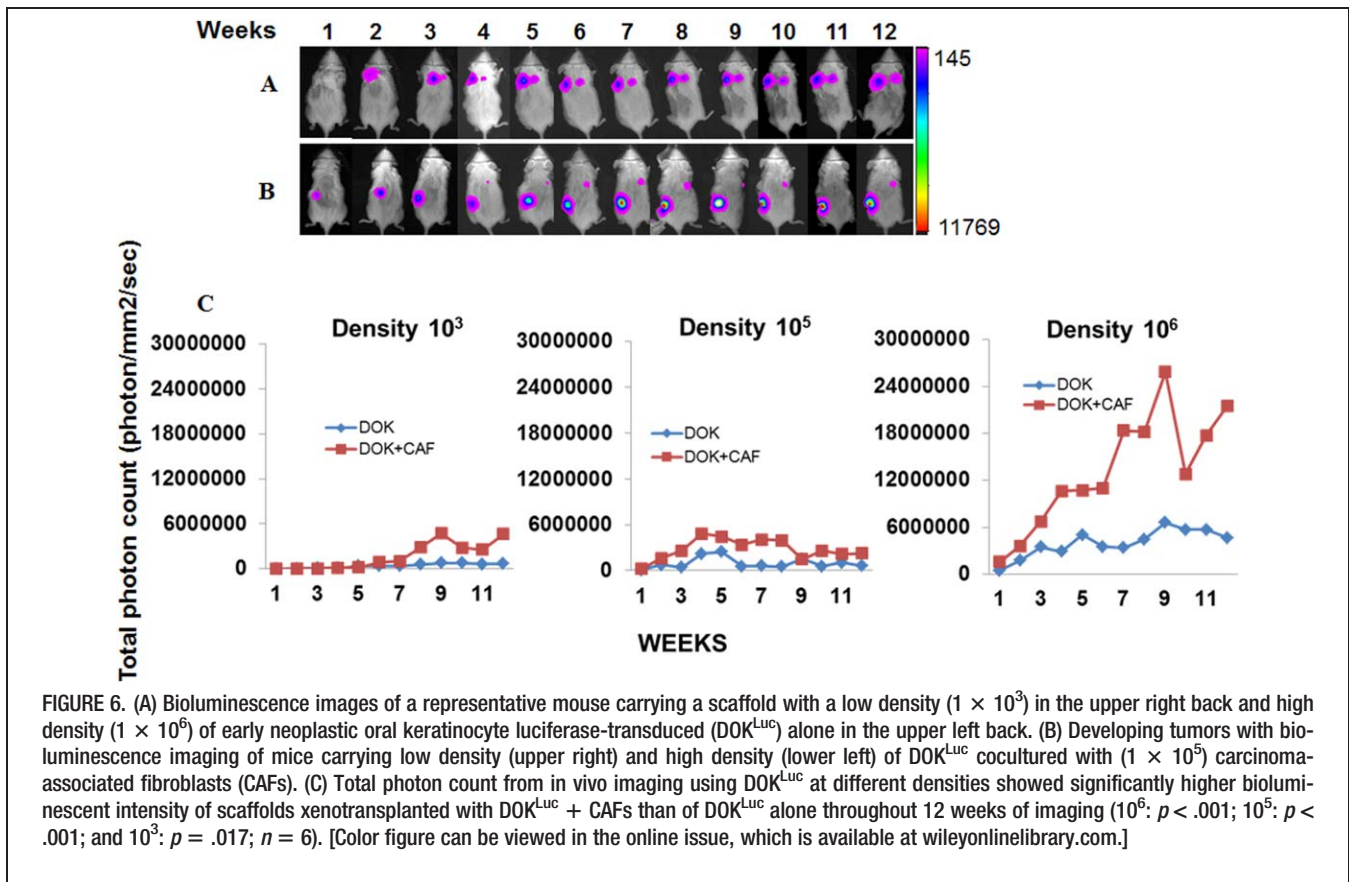 Weeks 1 2 3 4 5 6 7 8 9 10 11 12
A
145
B
11769
C
Total photon count (photon/mm2/sec)
Density 10³
30000000
24000000
18000000
12000000
6000000
0
DOK
DOK+CAF
1 3 5 7 9 11
Density 10⁵
30000000
24000000
18000000
12000000
6000000
0
DOK
DOK+CAF
1 3 5 7 9 11
Density 10⁶
30000000
24000000
18000000
12000000
6000000
0
DOK
DOK+CAF
1 3 5 7 9 11
WEEKS
FIGURE 6. (A) Bioluminescence images of a representative mouse carrying a scaffold with a low density (1 × 10³) in the upper right back and high
density (1 × 10⁶) of early neoplastic oral keratinocyte luciferase-transduced (DOKᴸᵘᶜ) alone in the upper left back. (B) Developing tumors with bio-
luminescence imaging of mice carrying low density (upper right) and high density (lower left) of DOKᴸᵘᶜ cocultured with (1 × 10⁵) carcinoma-
associated fibroblasts (CAFs). (C) Total photon count from in vivo imaging using DOKᴸᵘᶜ at different densities showed significantly higher biolumi-
nescent intensity of scaffolds xenotransplanted with DOKᴸᵘᶜ + CAFs than of DOKᴸᵘᶜ alone throughout 12 weeks of imaging (10⁶: p < .001; 10⁵: p <
.001; and 10³: p = .017; n = 6). [Color figure can be viewed in the online issue, which is available at wileyonlinelibrary.com.]